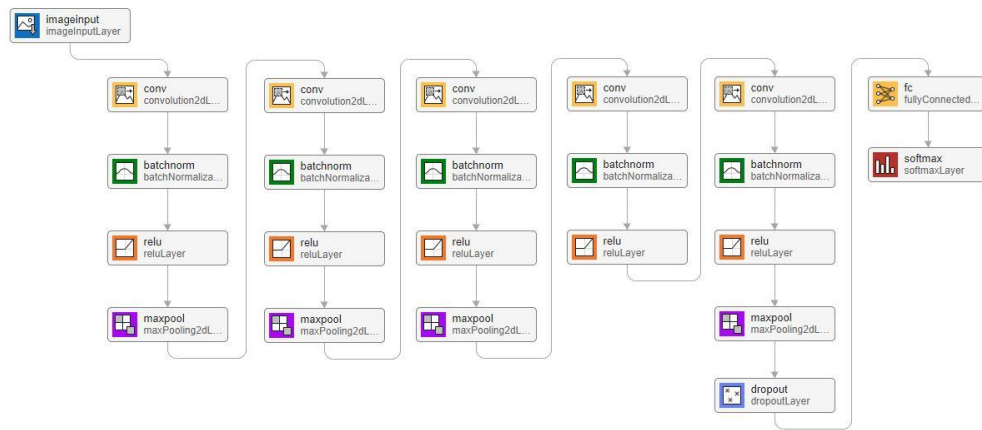 imageinput
imageInputLayer
conv
convolution2dL...
batchnorm
batchNormaliza...
relu
reluLayer
maxpool
maxPooling2dL...
conv
convolution2dL...
batchnorm
batchNormaliza...
relu
reluLayer
maxpool
maxPooling2dL...
conv
convolution2dL...
batchnorm
batchNormaliza...
relu
reluLayer
maxpool
maxPooling2dL...
conv
convolution2dL...
batchnorm
batchNormaliza...
relu
reluLayer
conv
convolution2dL...
batchnorm
batchNormaliza...
relu
reluLayer
maxpool
maxPooling2dL...
dropout
dropoutLayer
fc
fullyConnected...
softmax
softmaxLayer